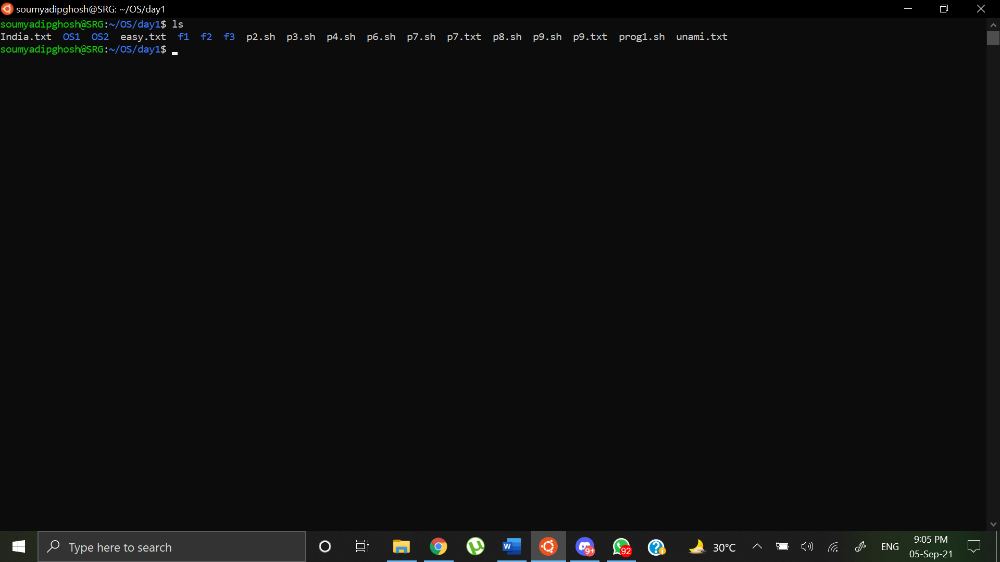 soumyadipghosh@SRG: ~/OS/day1
soumyadipghosh@SRG:~/OS/day1$ ls
India.txt  OS1  OS2  easy.txt  f1  f2  f3  p2.sh  p3.sh  p4.sh  p6.sh  p7.sh  p7.txt  p8.sh  p9.sh  p9.txt  prog1.sh  unami.txt
soumyadipghosh@SRG:~/OS/day1$
Type here to search
W
9+
92
30°C
ENG
9:05 PM
05-Sep-21